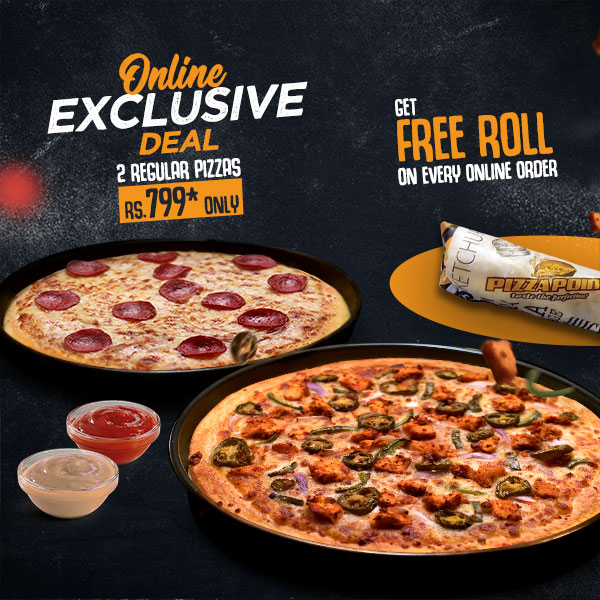 Online
EXCLUSIVE
DEAL
2 REGULAR PIZZAS
RS.799* ONLY
GET
FREE ROLL
ON EVERY ONLINE ORDER
PIZZA POIN
taste the perfection!